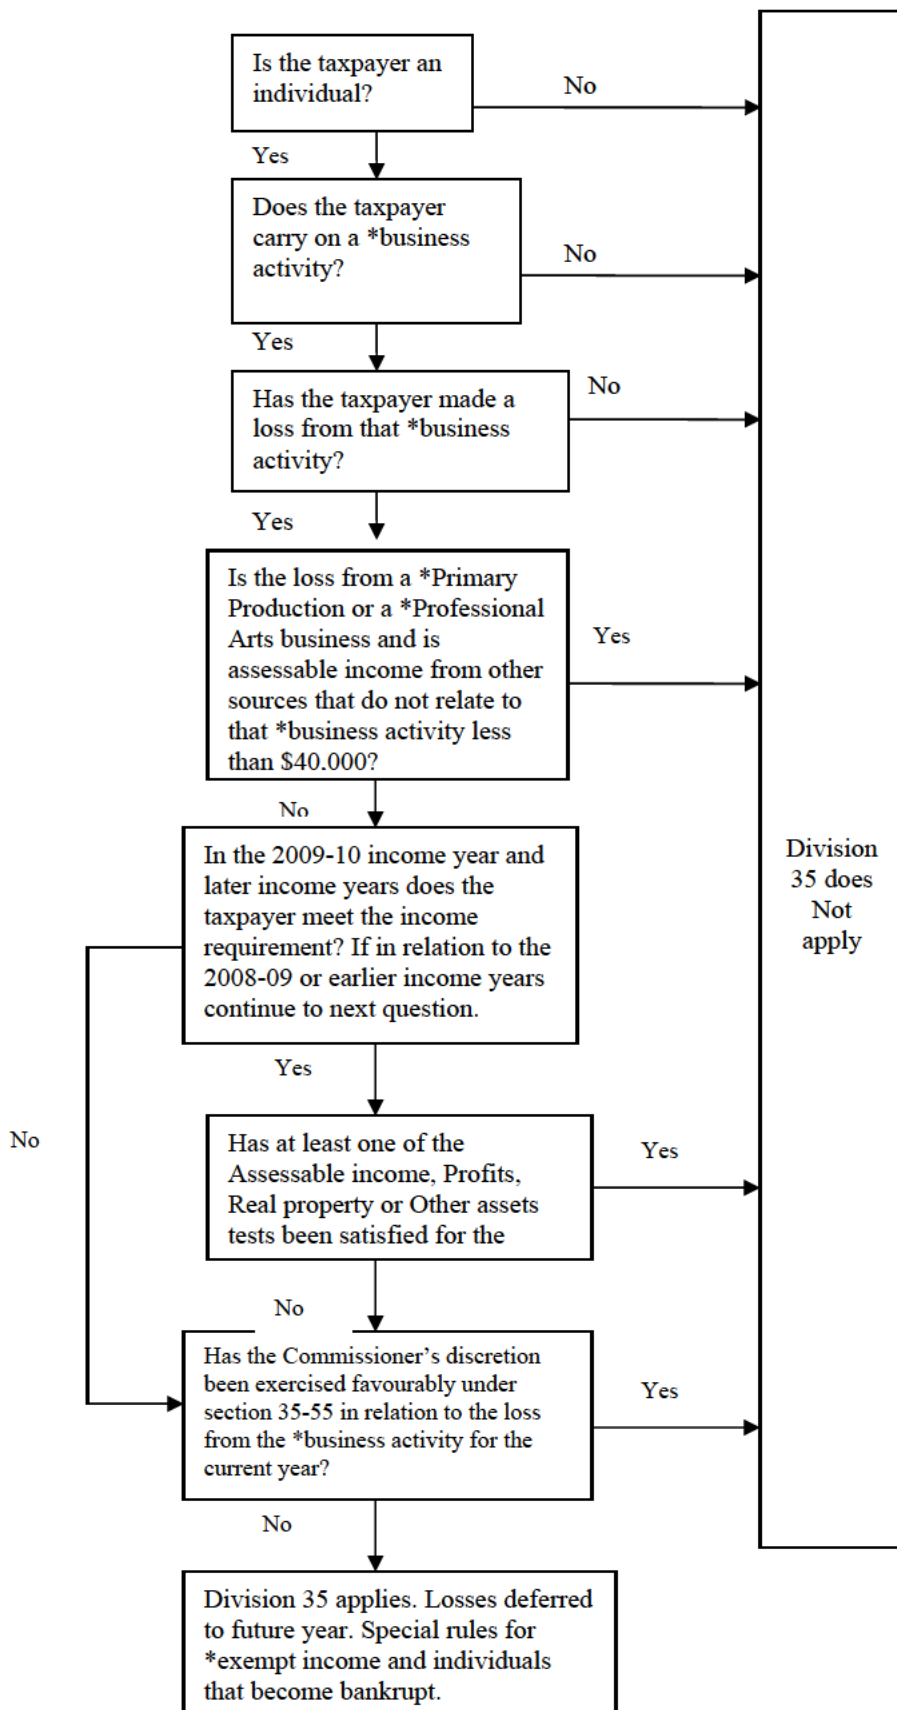 Is the taxpayer an
individual?
No
Yes
Does the taxpayer
carry on a *business
activity?
No
Yes
Has the taxpayer made a
loss from that *business
activity?
No
Yes
Is the loss from a *Primary
Production or a *Professional
Arts business and is
assessable income from other
sources that do not relate to
that *business activity less
than $40.000?
Yes
No
In the 2009-10 income year and
later income years does the
taxpayer meet the income
requirement? If in relation to the
2008-09 or earlier income years
continue to next question.
Division
35 does
Not
apply
Yes
No
Has at least one of the
Assessable income, Profits,
Real property or Other assets
tests been satisfied for the
Yes
No
Has the Commissioner's discretion
been exercised favourably under
section 35-55 in relation to the loss
from the *business activity for the
current year?
Yes
No
Division 35 applies. Losses deferred
to future year. Special rules for
*exempt income and individuals
that become bankrupt.